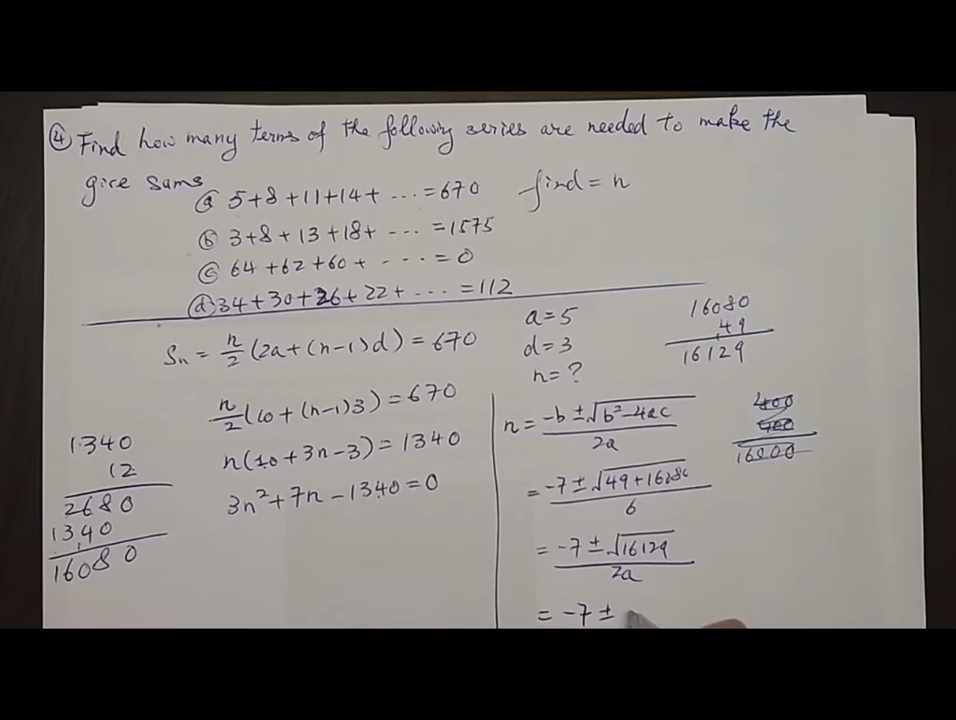 ④ Find how many terms of the following series are needed to make the
give sums
ⓐ 5+8+11+14+ ... =670 find = n
ⓑ 3+8+13+18+ ... =1575
ⓒ 64+62+60+ ... =0
ⓓ 34+30+26+22+ ... =112
Sn = n/2 (2a+(n-1)d) = 670
a=5
d=3
n=?
16080
49
16129
n/2 (10+(n-1)3) = 670
n(10+3n-3) = 1340
3n²+7n-1340=0
1340
12
2680
1340
16080
n = -b±√b²-4ac / 2a
= -7±√49+16080 / 6
= -7±√16129 / 2a
= -7±
400
400
16000